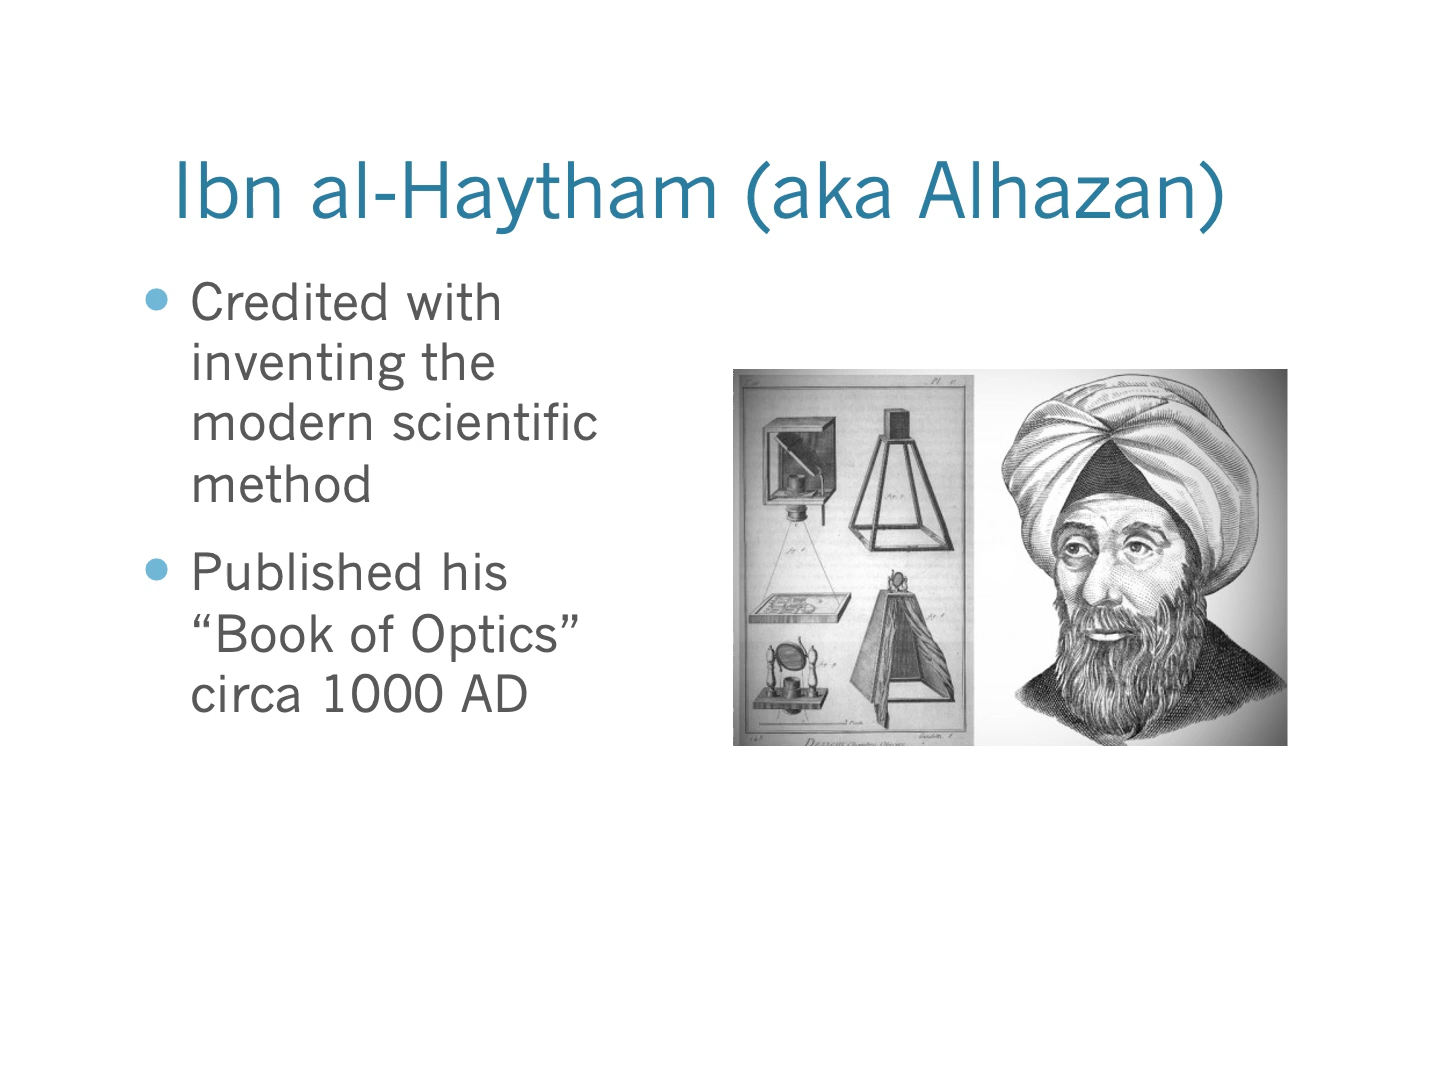 Ibn al-Haytham (aka Alhazan)
Credited with
inventing the
modern scientific
method
Published his
“Book of Optics”
circa 1000 AD